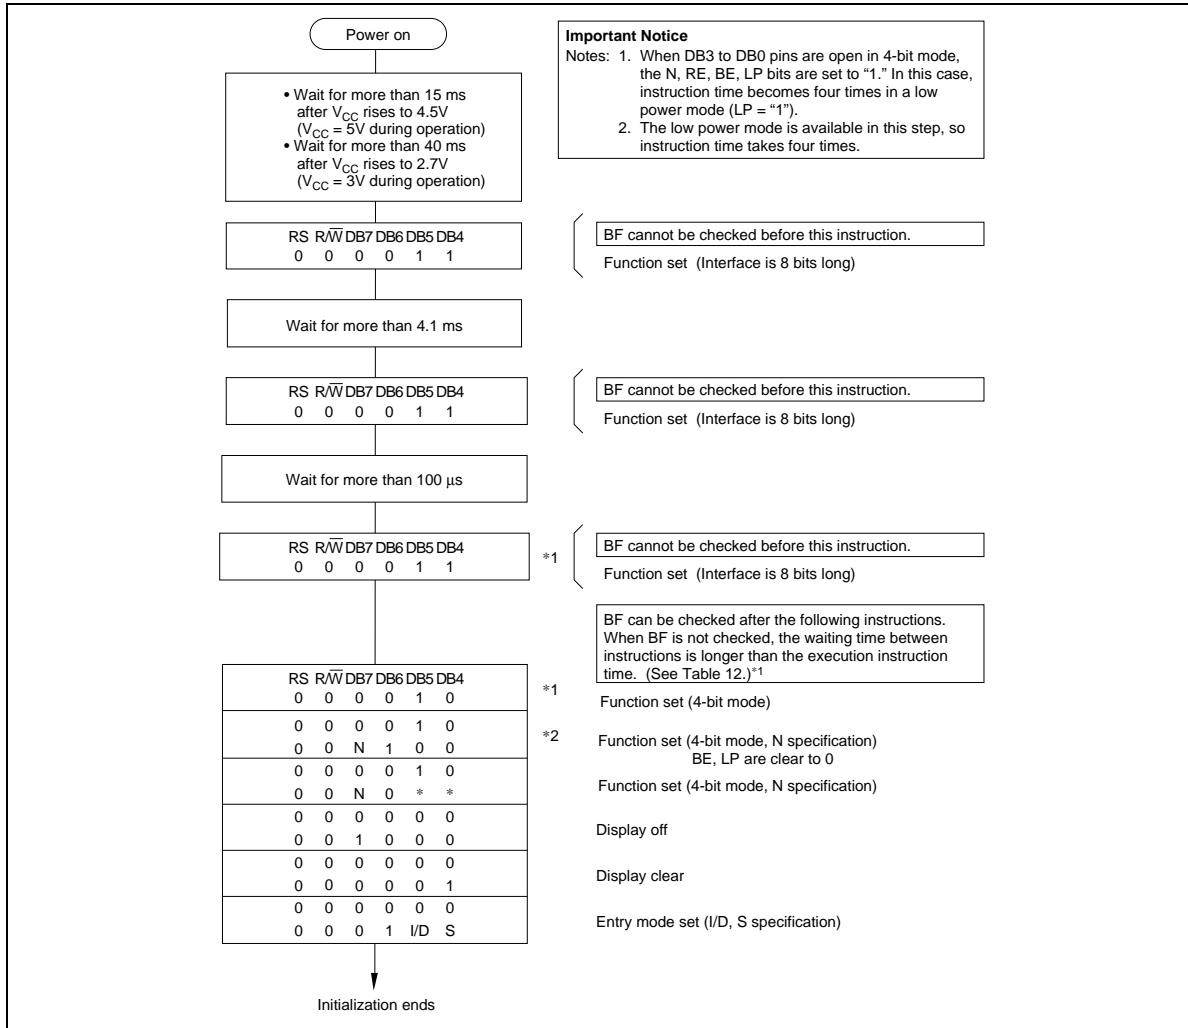 Power on
• Wait for more than 15 ms
after VCC rises to 4.5V
(VCC = 5V during operation)
• Wait for more than 40 ms
after VCC rises to 2.7V
(VCC = 3V during operation)
Important Notice
Notes: 1. When DB3 to DB0 pins are open in 4-bit mode,
the N, RE, BE, LP bits are set to “1.” In this case,
instruction time becomes four times in a low
power mode (LP = “1”).
2. The low power mode is available in this step, so
instruction time takes four times.
RS R/W̅ DB7 DB6 DB5 DB4
0 0 0 0 1 1
BF cannot be checked before this instruction.
Function set (Interface is 8 bits long)
Wait for more than 4.1 ms
RS R/W̅ DB7 DB6 DB5 DB4
0 0 0 0 1 1
BF cannot be checked before this instruction.
Function set (Interface is 8 bits long)
Wait for more than 100 µs
RS R/W̅ DB7 DB6 DB5 DB4
0 0 0 0 1 1
*1
BF cannot be checked before this instruction.
Function set (Interface is 8 bits long)
BF can be checked after the following instructions.
When BF is not checked, the waiting time between
instructions is longer than the execution instruction
time. (See Table 12.)*1
RS R/W̅ DB7 DB6 DB5 DB4
0 0 0 0 1 0
*1
Function set (4-bit mode)
0 0 0 0 1 0
0 0 N 1 0 0
*2
Function set (4-bit mode, N specification)
BE, LP are clear to 0
0 0 0 0 1 0
0 0 N 0 * *
Function set (4-bit mode, N specification)
0 0 0 0 0 0
0 0 1 0 0 0
Display off
0 0 0 0 0 0
0 0 0 0 0 1
Display clear
0 0 0 0 0 0
0 0 0 1 I/D S
Entry mode set (I/D, S specification)
Initialization ends